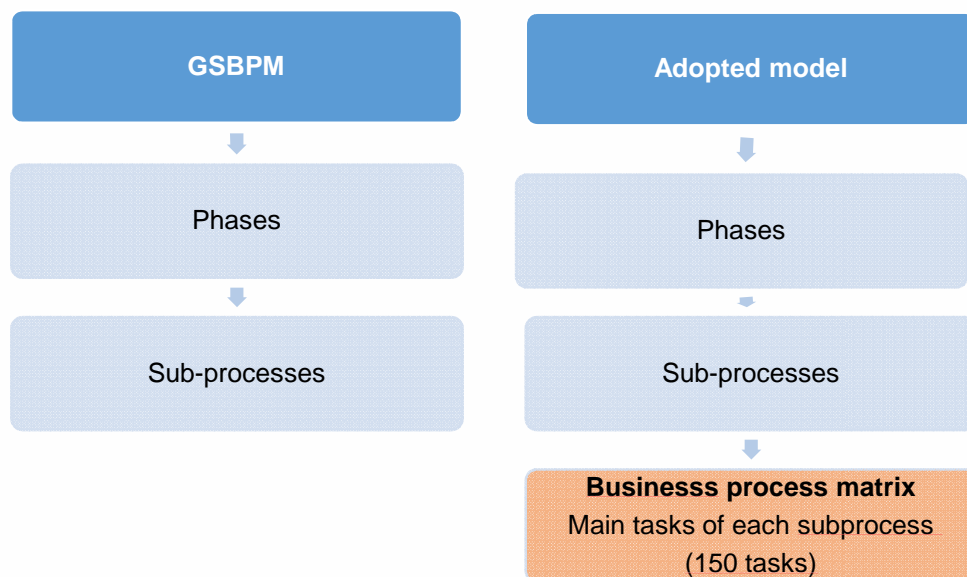 GSBPM
Phases
Sub-processes
Adopted model
Phases
Sub-processes
Businesss process matrix
Main tasks of each subprocess
(150 tasks)